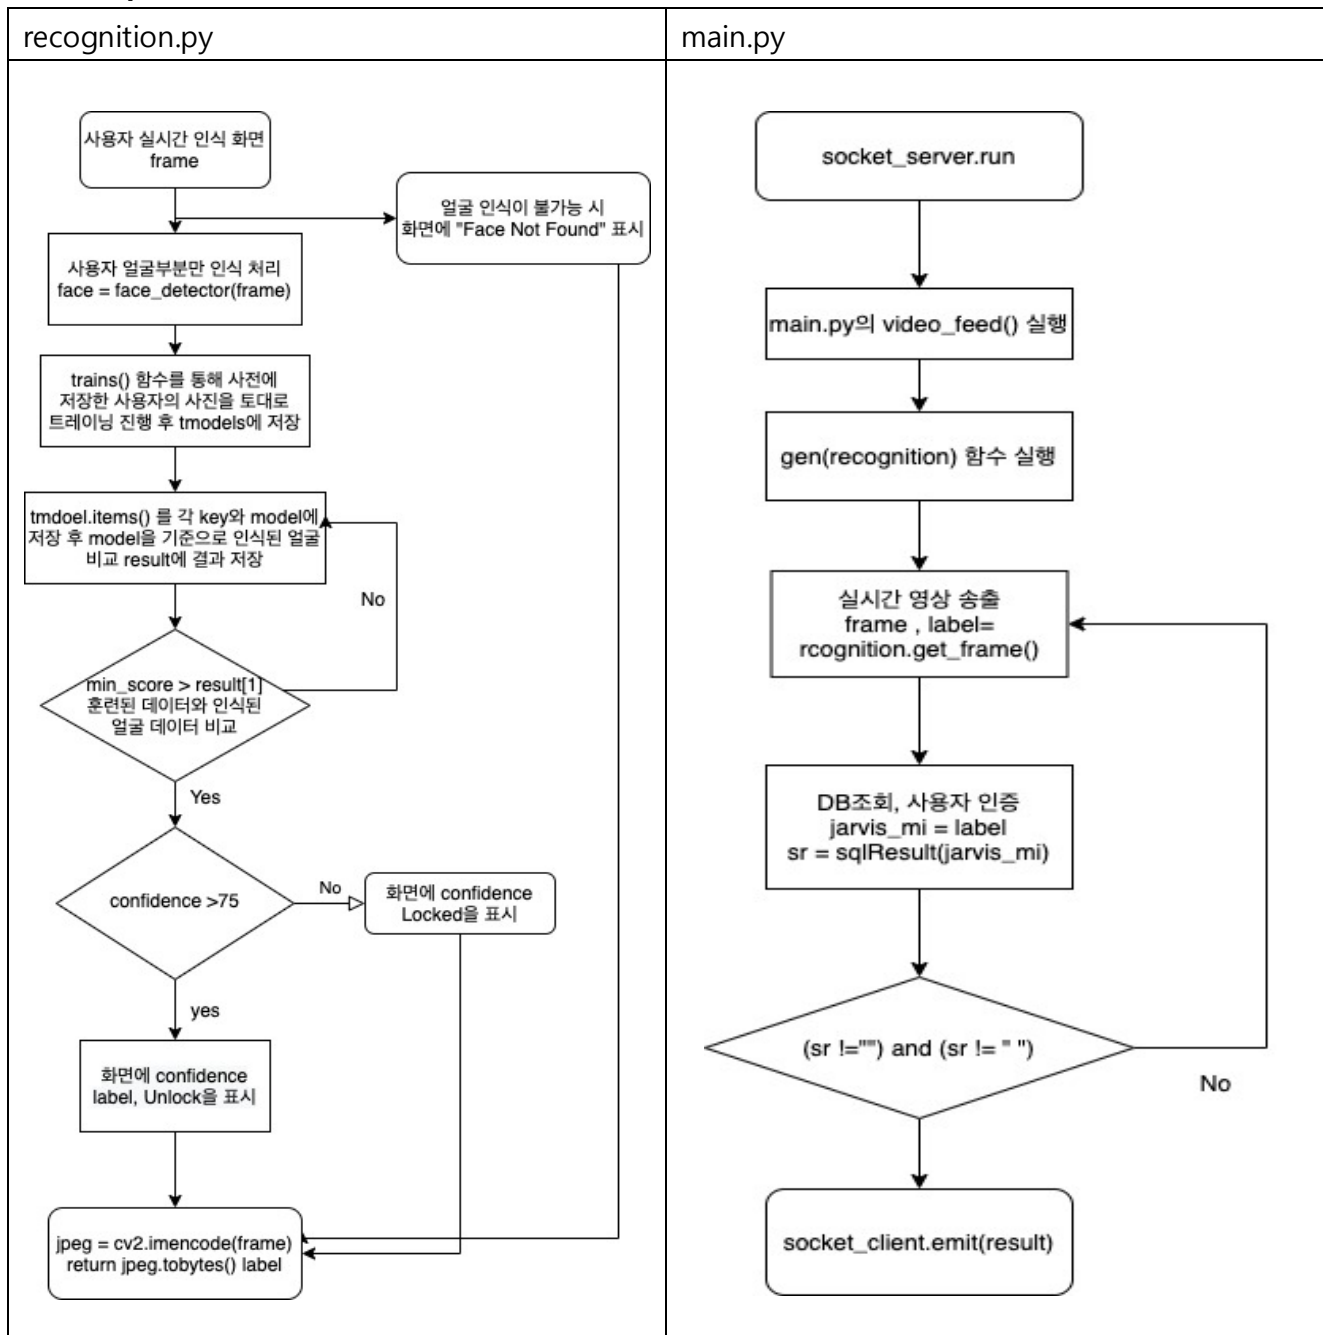 recognition.py
사용자 실시간 인식 화면
frame
얼굴 인식이 불가능 시
화면에 "Face Not Found" 표시
사용자 얼굴부분만 인식 처리
face = face_detector(frame)
trains() 함수를 통해 사전에
저장한 사용자의 사진을 토대로
트레이닝 진행 후 tmodels에 저장
tmdoel.items() 를 각 key와 model에
저장 후 model을 기준으로 인식된 얼굴
비교 result에 결과 저장
No
min_score > result[1]
훈련된 데이터와 인식된
얼굴 데이터 비교
Yes
confidence >75
No
화면에 confidence
Locked을 표시
yes
화면에 confidence
label, Unlock을 표시
jpeg = cv2.imencode(frame)
return jpeg.tobytes() label
main.py
socket_server.run
main.py의 video_feed() 실행
gen(recognition) 함수 실행
실시간 영상 송출
frame , label=
rcognition.get_frame()
DB조회, 사용자 인증
jarvis_mi = label
sr = sqlResult(jarvis_mi)
(sr !="") and (sr != " ")
No
socket_client.emit(result)